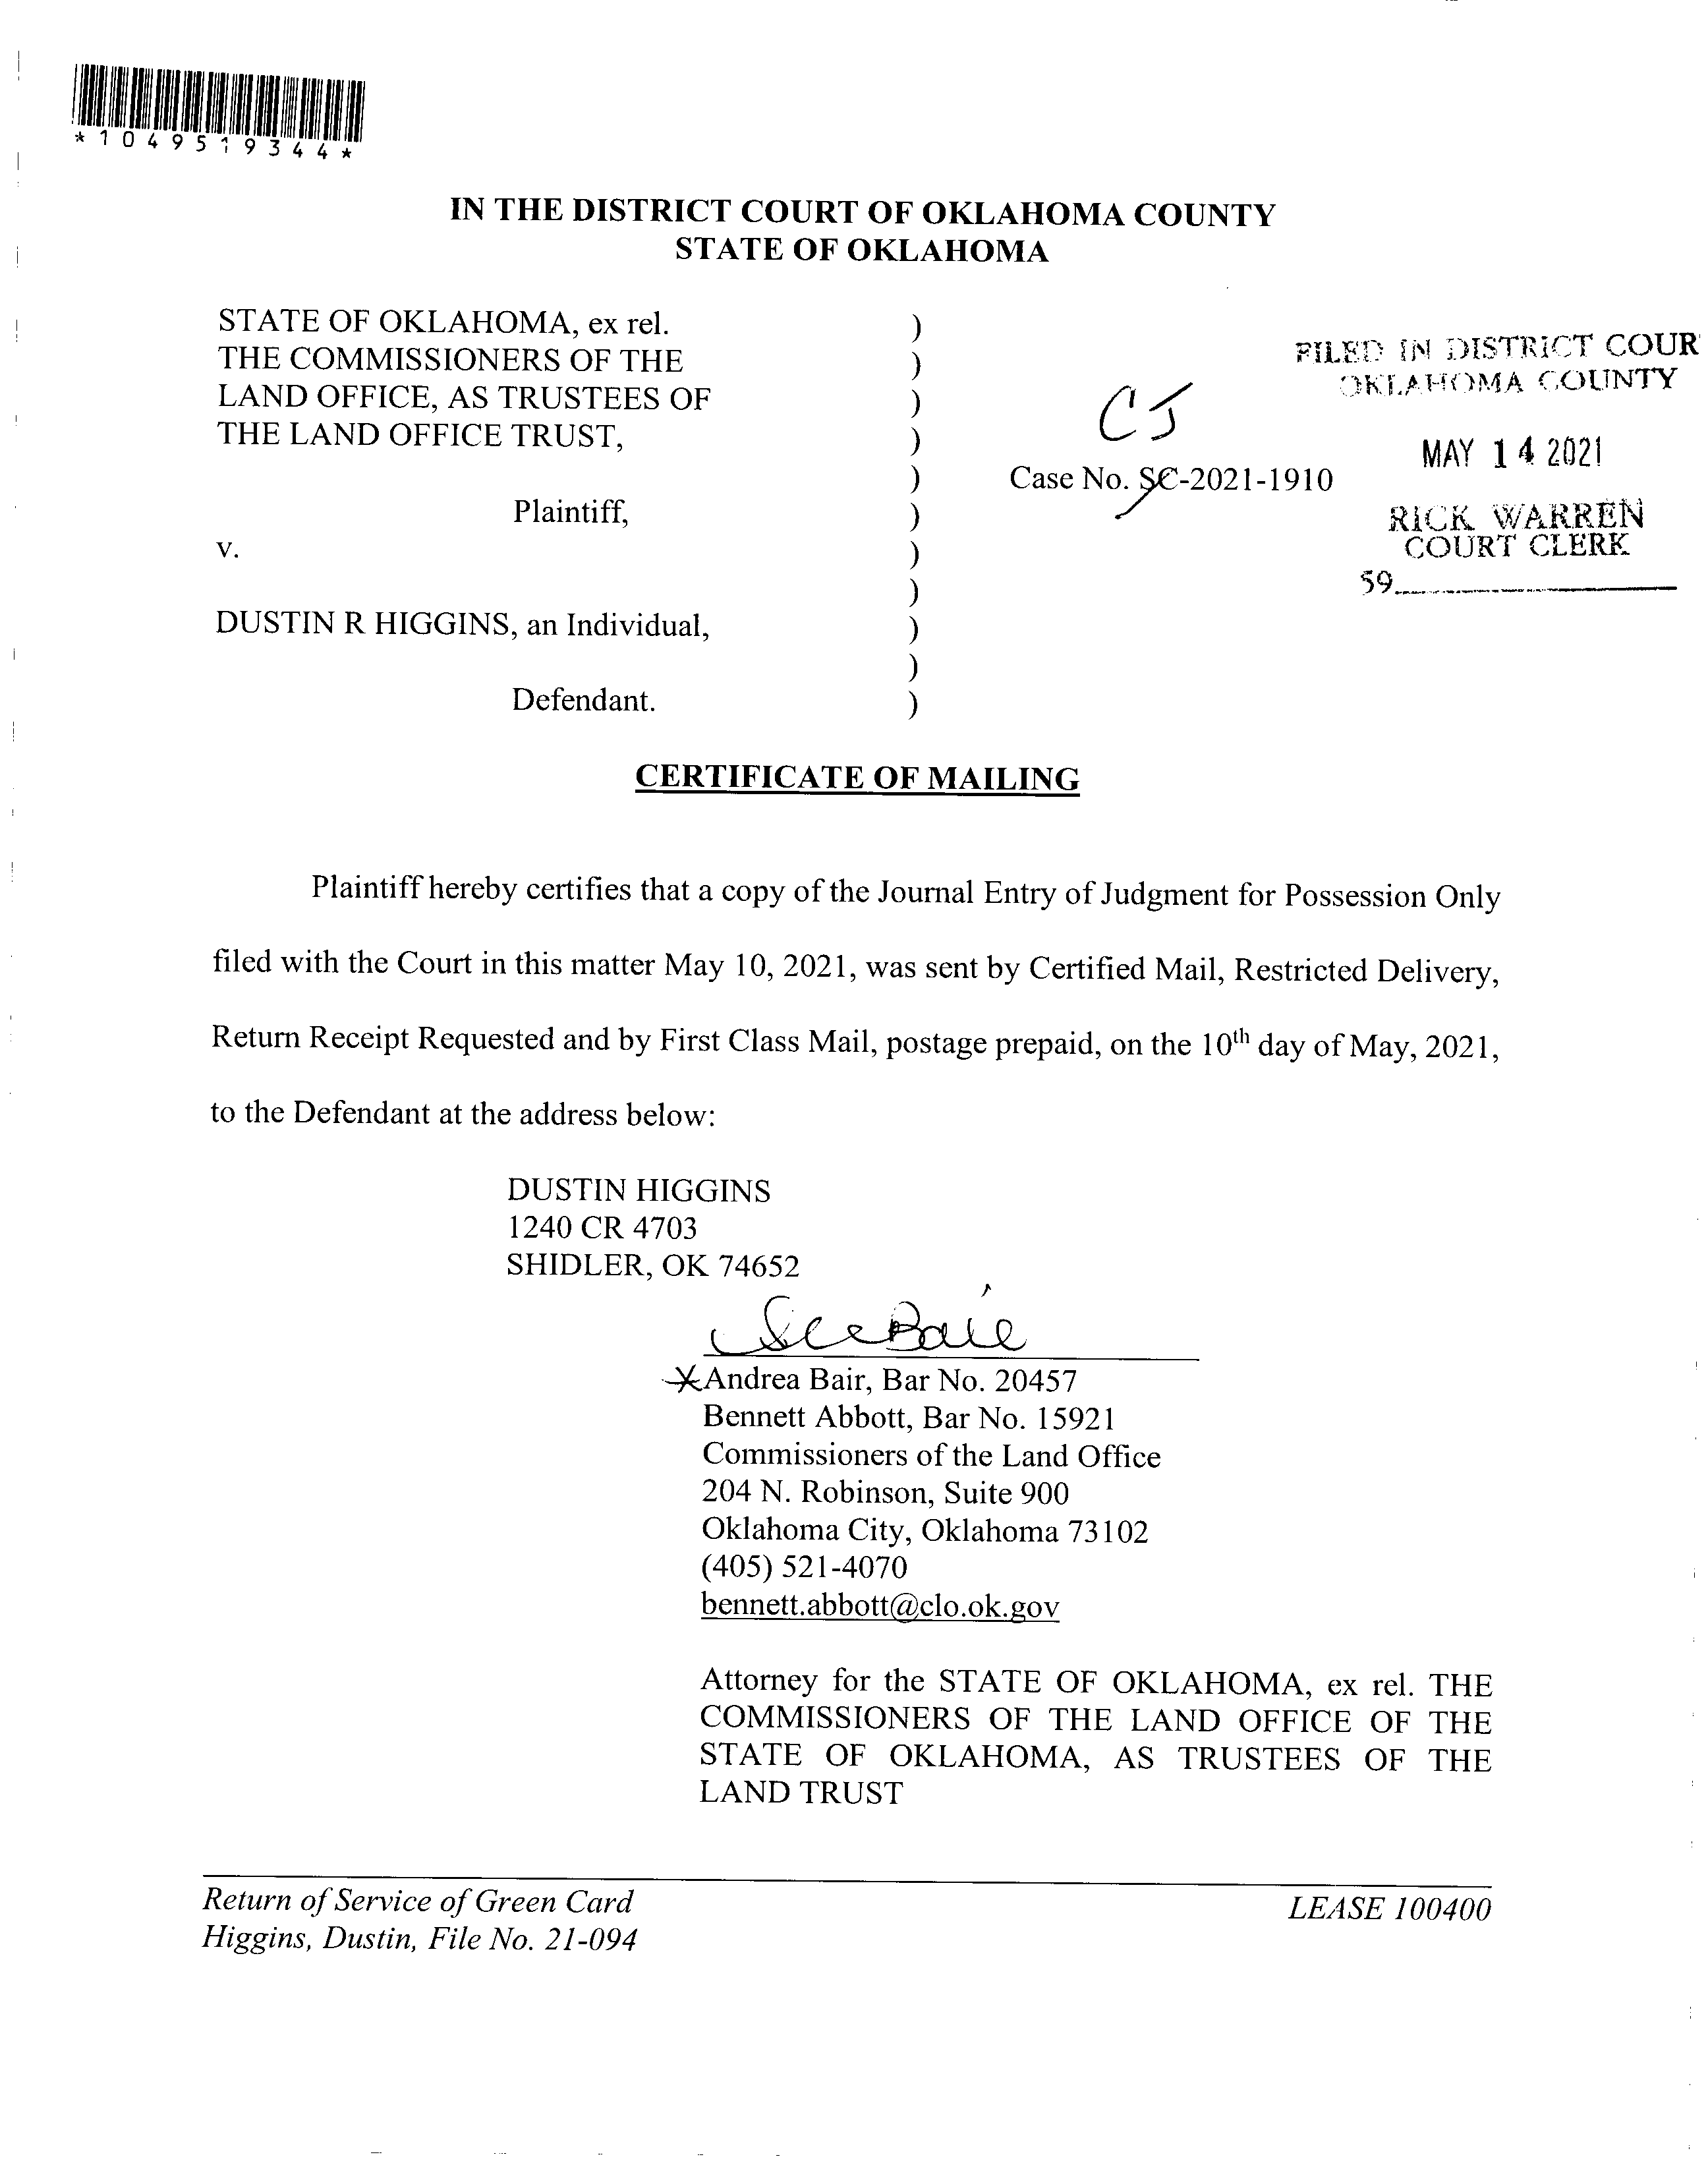 *1049519344*
IN THE DISTRICT COURT OF OKLAHOMA COUNTY
STATE OF OKLAHOMA
STATE OF OKLAHOMA, ex rel. )
THE COMMISSIONERS OF THE )
LAND OFFICE, AS TRUSTEES OF )
THE LAND OFFICE TRUST, )
)
Plaintiff, )
v. )
)
DUSTIN R HIGGINS, an Individual, )
)
Defendant. )
CJ
Case No. SC-2021-1910
FILED IN DISTRICT COUR
OKLAHOMA COUNTY
MAY 14 2021
RICK WARREN
COURT CLERK
59
CERTIFICATE OF MAILING
Plaintiff hereby certifies that a copy of the Journal Entry of Judgment for Possession Only
filed with the Court in this matter May 10, 2021, was sent by Certified Mail, Restricted Delivery,
Return Receipt Requested and by First Class Mail, postage prepaid, on the 10th day of May, 2021,
to the Defendant at the address below:
DUSTIN HIGGINS
1240 CR 4703
SHIDLER, OK 74652
Andrea Bair, Bar No. 20457
Bennett Abbott, Bar No. 15921
Commissioners of the Land Office
204 N. Robinson, Suite 900
Oklahoma City, Oklahoma 73102
(405) 521-4070
bennett.abbott@clo.ok.gov
Attorney for the STATE OF OKLAHOMA, ex rel. THE
COMMISSIONERS OF THE LAND OFFICE OF THE
STATE OF OKLAHOMA, AS TRUSTEES OF THE
LAND TRUST
Return of Service of Green Card
Higgins, Dustin, File No. 21-094
LEASE 100400